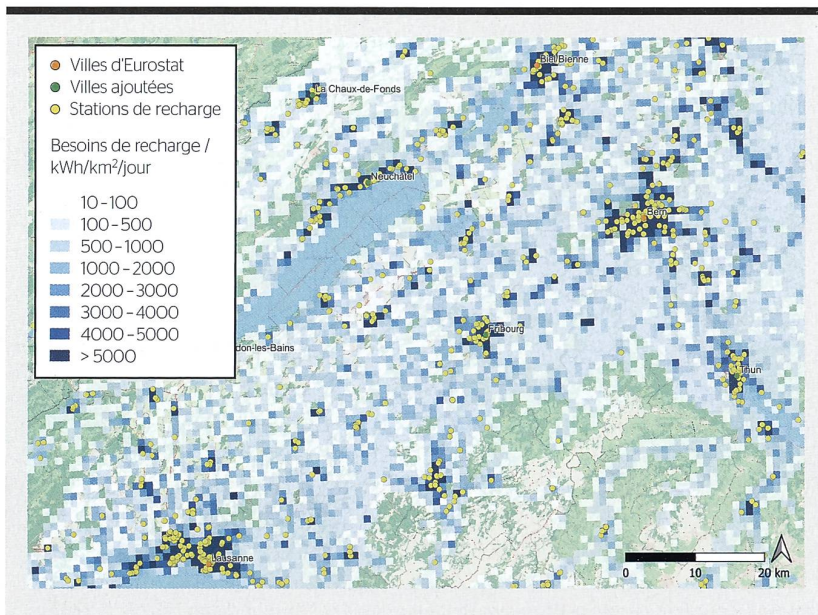 Villes d'Eurostat
Villes ajoutées
Stations de recharge
Besoins de recharge /
kWh/km²/jour
10–100
100–500
500–1000
1000–2000
2000–3000
3000–4000
4000–5000
> 5000
Biel/Bienne
La Chaux-de-Fonds
Neuchâtel
Bern
Fribourg
don-les-Bains
Thun
Lausanne
0 10 20 km